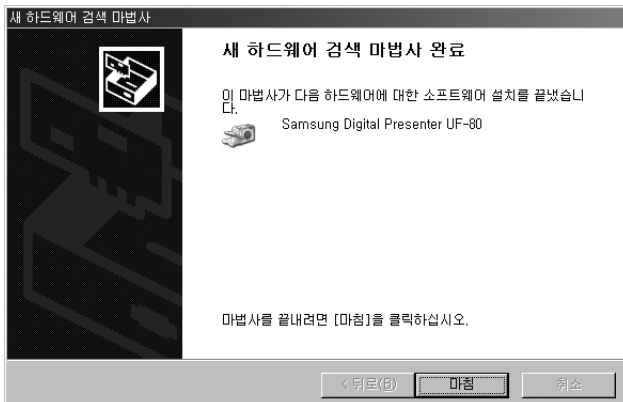 새 하드웨어 검색 마법사
새 하드웨어 검색 마법사 완료
이 마법사가 다음 하드웨어에 대한 소프트웨어 설치를 끝냈습니
다.
Samsung Digital Presenter UF-80
마법사를 끝내려면 [마침]을 클릭하십시오.
< 뒤로(B) 마침 취소